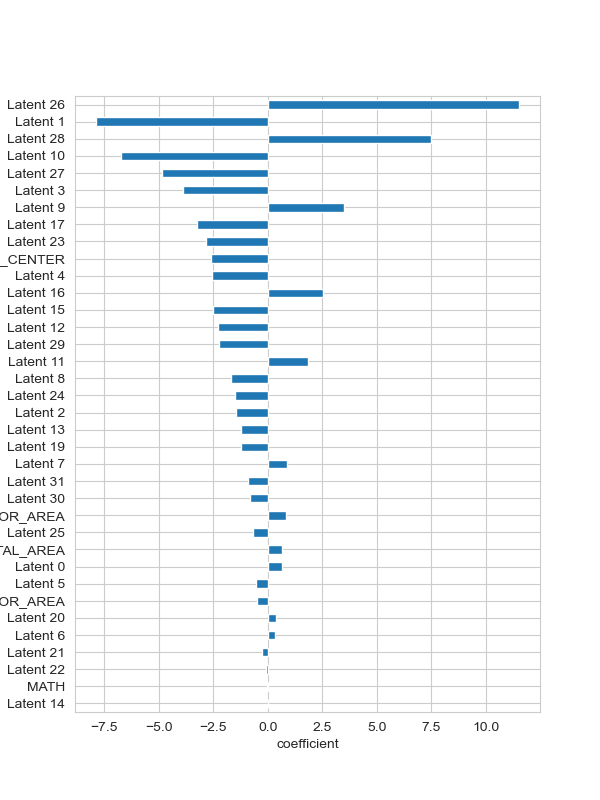 Latent 26
Latent 1
Latent 28
Latent 10
Latent 27
Latent 3
Latent 9
Latent 17
Latent 23
_CENTER
Latent 4
Latent 16
Latent 15
Latent 12
Latent 29
Latent 11
Latent 8
Latent 24
Latent 2
Latent 13
Latent 19
Latent 7
Latent 31
Latent 30
OR_AREA
Latent 25
TAL_AREA
Latent 0
Latent 5
OR_AREA
Latent 20
Latent 6
Latent 21
Latent 22
MATH
Latent 14
−7.5 −5.0 −2.5 0.0 2.5 5.0 7.5 10.0
coefficient